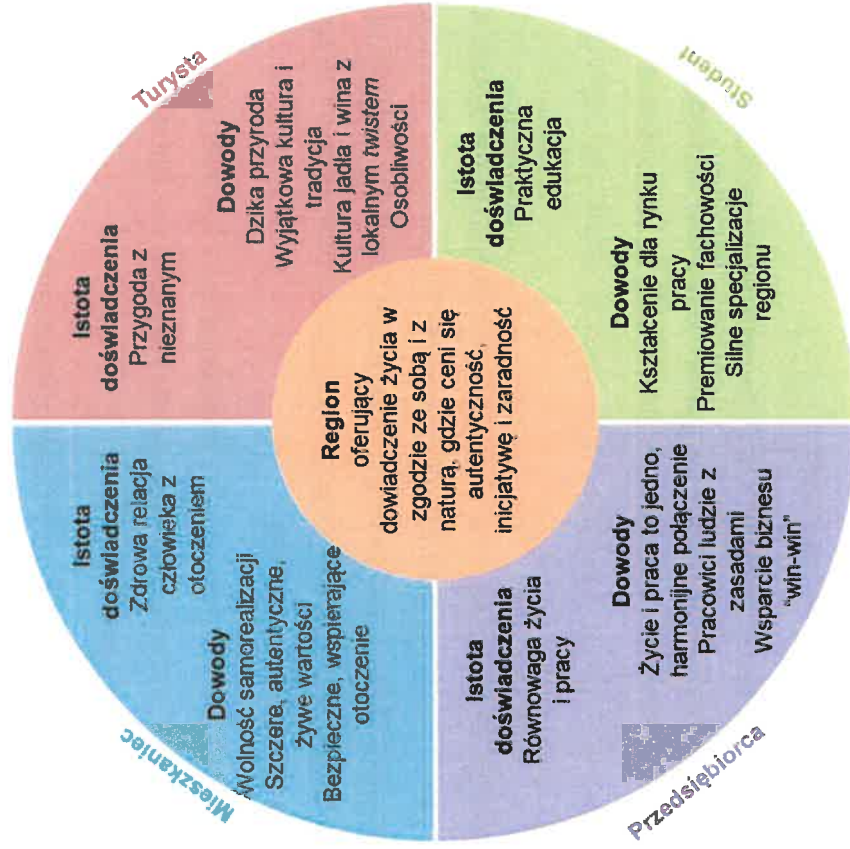 Mieszkaniec
Istota
doświadczenia
Zdrowa relacja
człowieka z
otoczeniem
Dowody
Wolność samorealizacji
Szczere, autentyczne,
żywe wartości
Bezpieczne, wspierające
otoczenie
Turysta
Istota
doświadczenia
Przygoda z
nieznanym
Dowody
Dzika przyroda
Wyjątkowa kultura i
tradycja
Kultura jadła i wina z
lokalnym twistem
Osobliwości
Region
oferujący
dowiadczenie życia w
zgodzie ze sobą i z
naturą, gdzie ceni się
autentyczność,
inicjatywę i zaradność
Przedsiębiorca
Istota
doświadczenia
Równowaga życia
i pracy
Dowody
Życie i praca to jedno,
harmonijne połączenie
Pracowici ludzie z
zasadami
Wsparcie biznesu
“win-win”
Student
Istota
doświadczenia
Praktyczna
edukacja
Dowody
Kształcenie dla rynku
pracy
Premiowanie fachowości
Silne specjalizacje
regionu